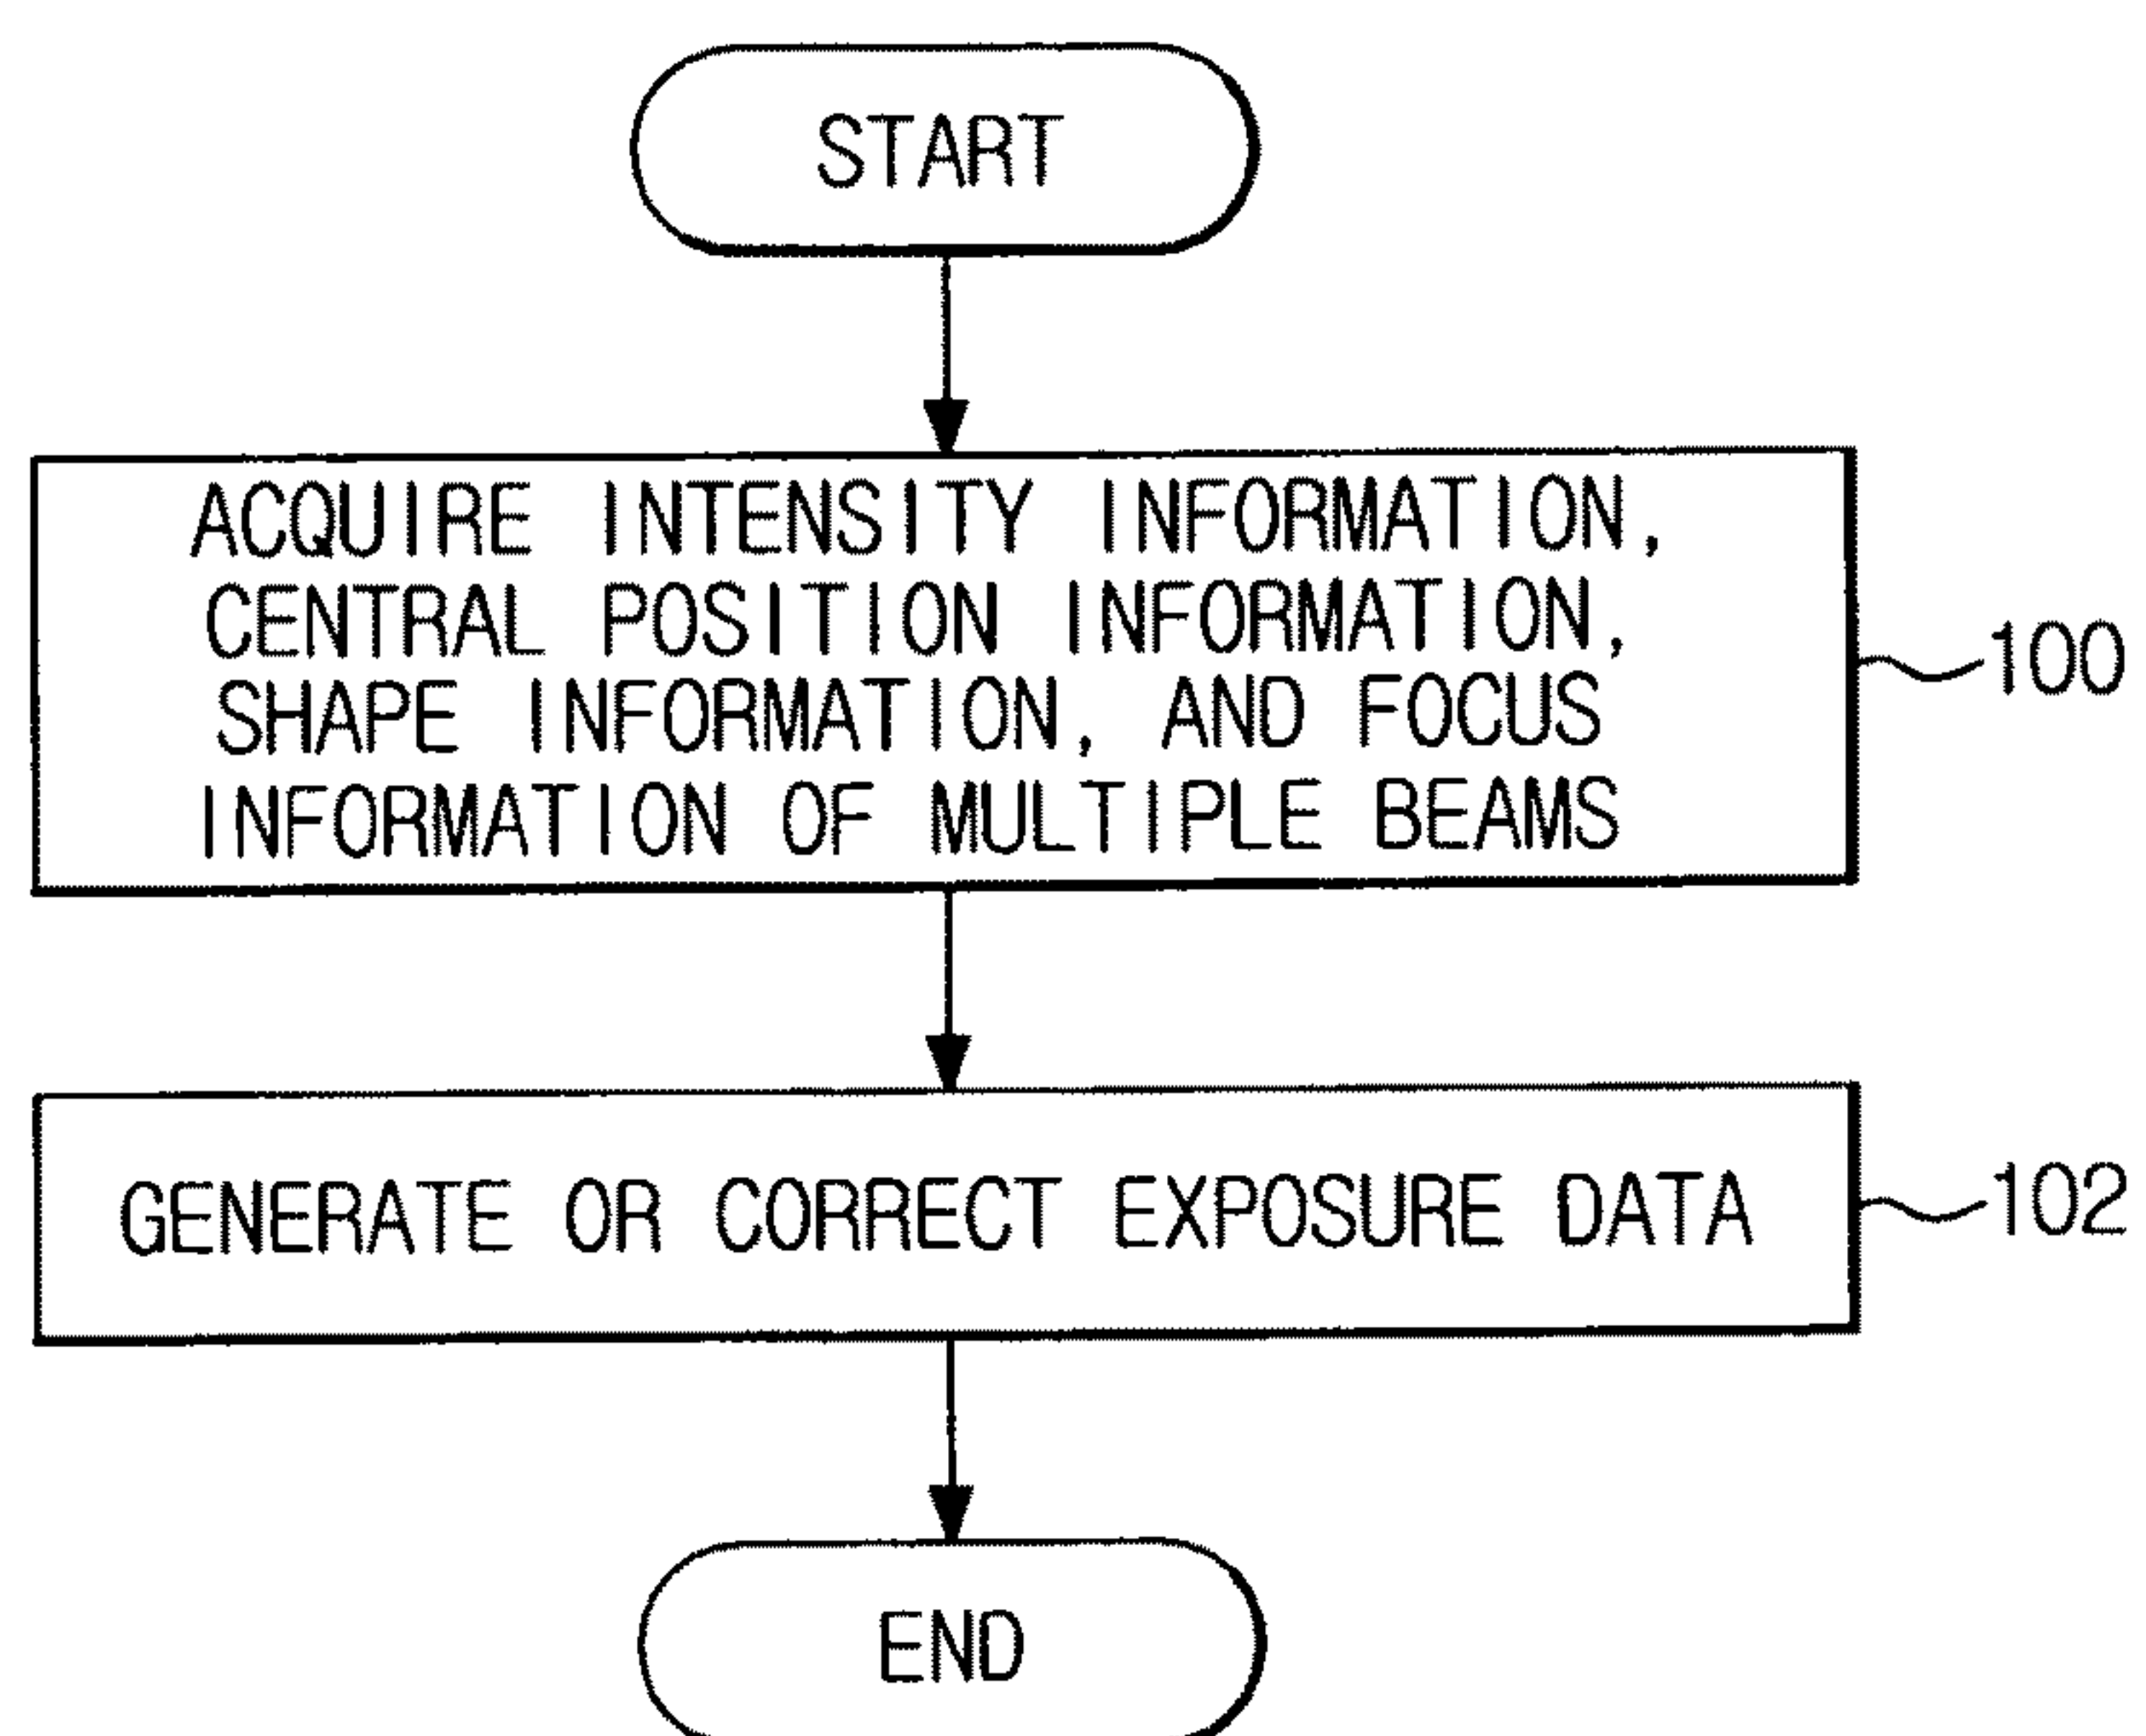 START
ACQUIRE INTENSITY INFORMATION,
CENTRAL POSITION INFORMATION,
SHAPE INFORMATION, AND FOCUS
INFORMATION OF MULTIPLE BEAMS
100
GENERATE OR CORRECT EXPOSURE DATA
102
END